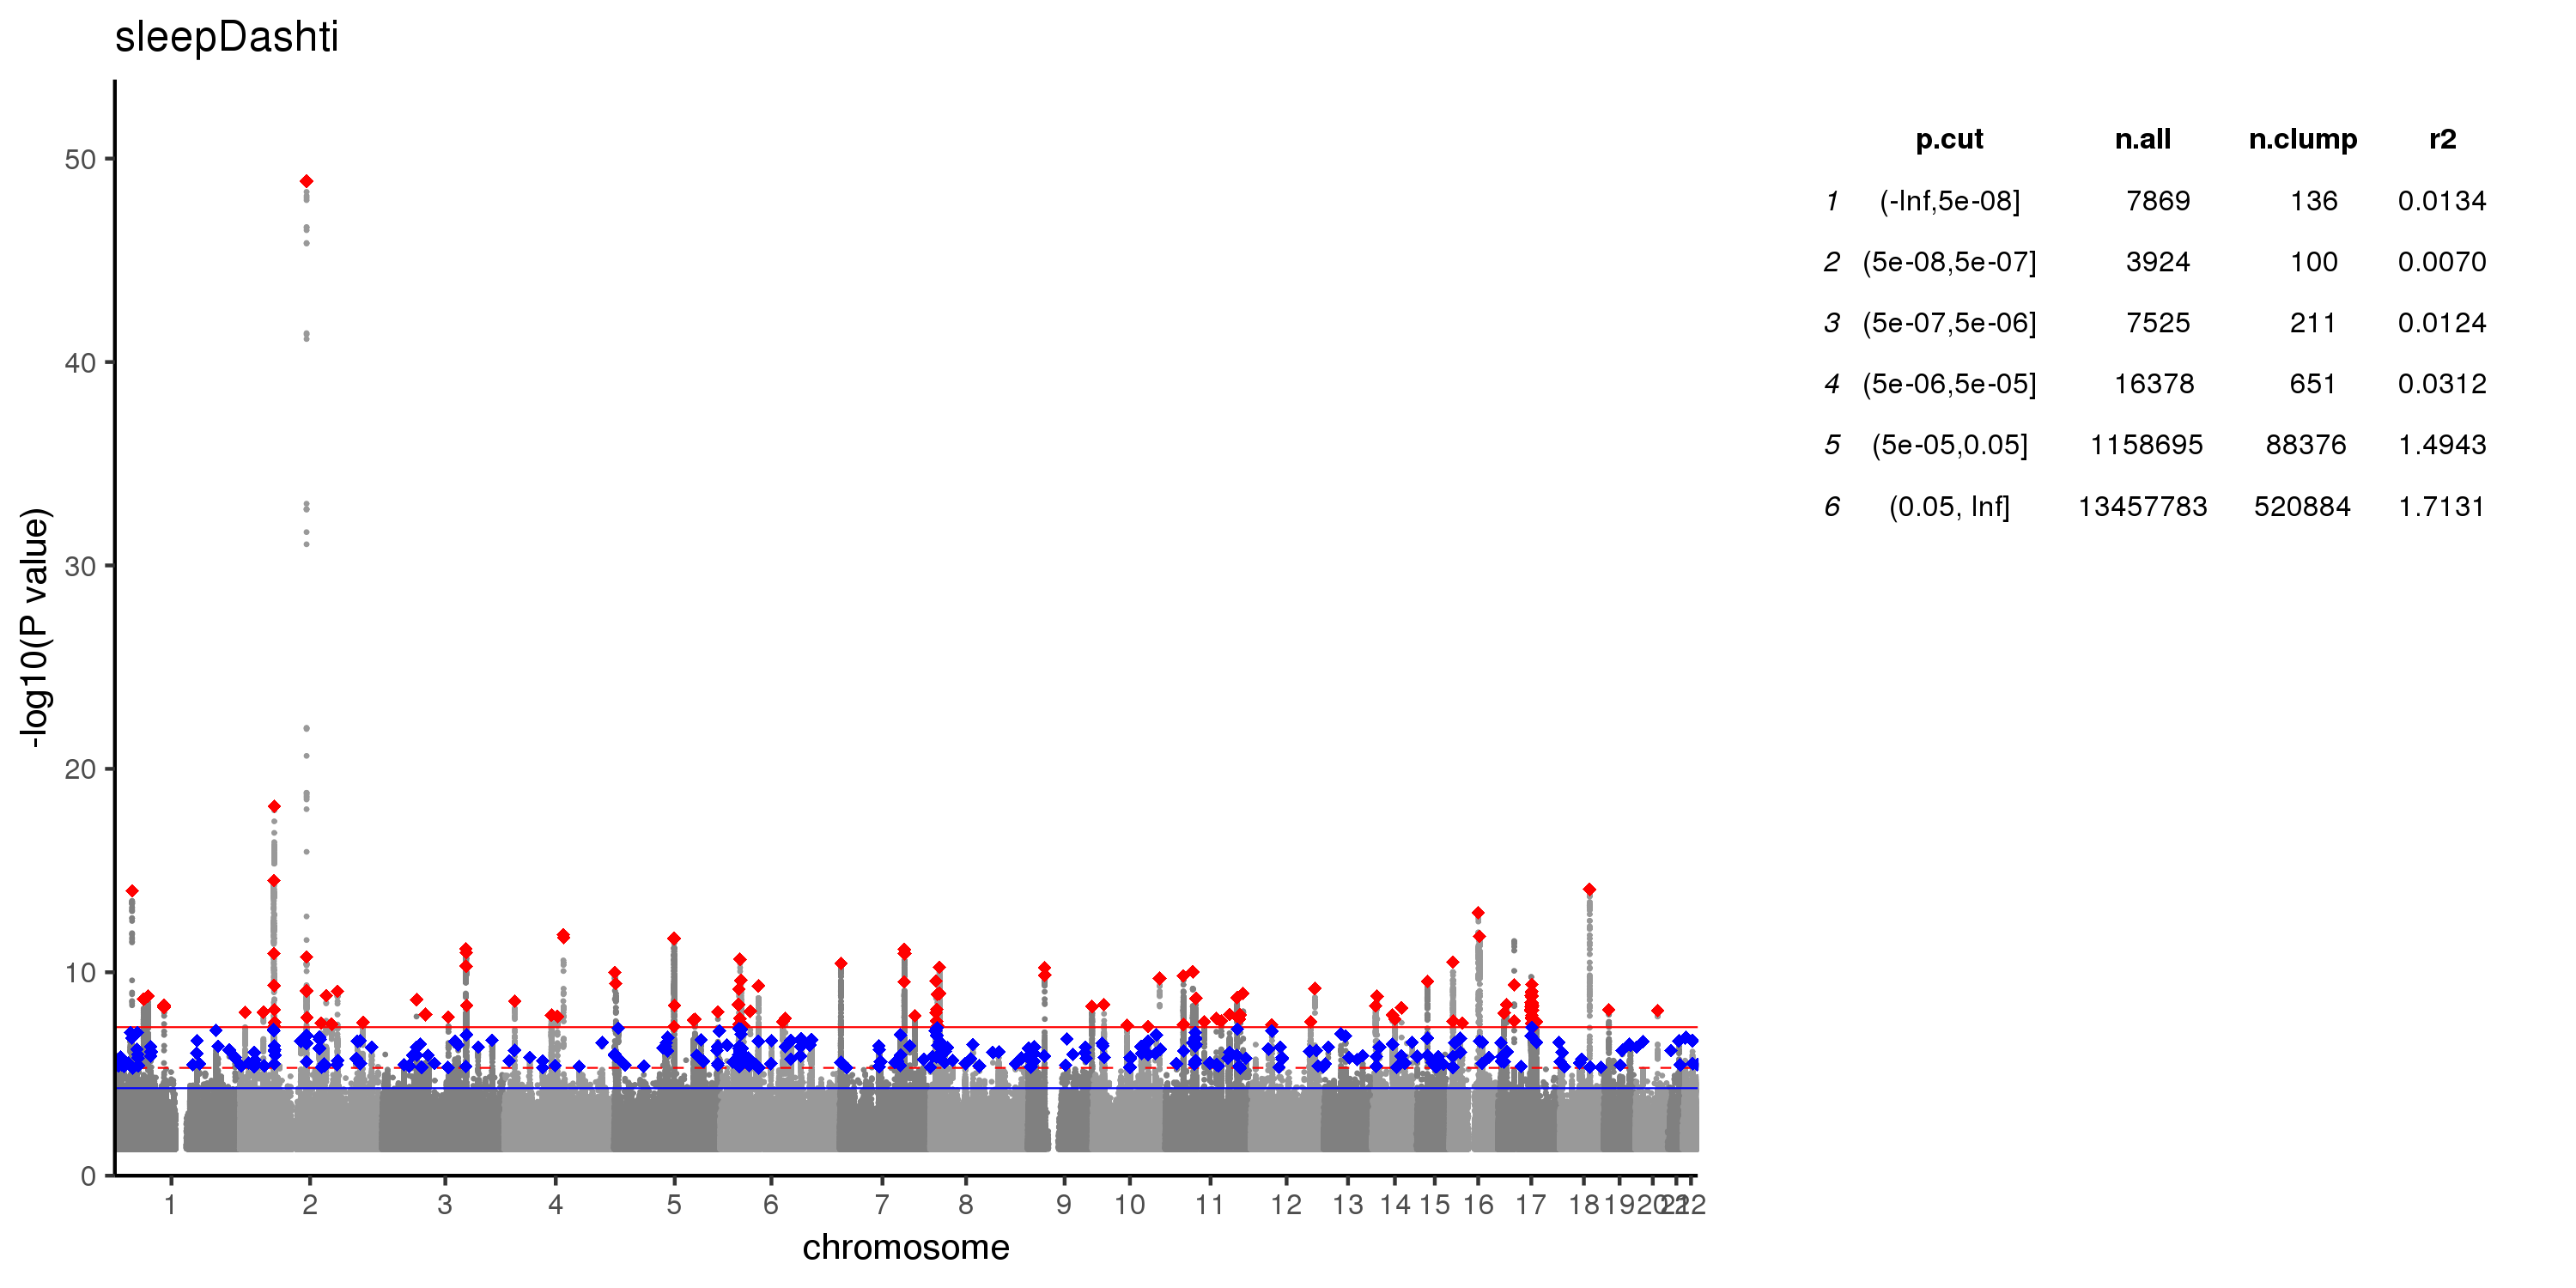 sleepDashti
-log10(P value)
50
40
30
20
10
0
1 2 3 4 5 6 7 8 9 10 11 12 13 14 15 16 17 18 19 20 21 22
chromosome
p.cut n.all n.clump r2
1 (-Inf,5e-08] 7869 136 0.0134
2 (5e-08,5e-07] 3924 100 0.0070
3 (5e-07,5e-06] 7525 211 0.0124
4 (5e-06,5e-05] 16378 651 0.0312
5 (5e-05,0.05] 1158695 88376 1.4943
6 (0.05, Inf] 13457783 520884 1.7131